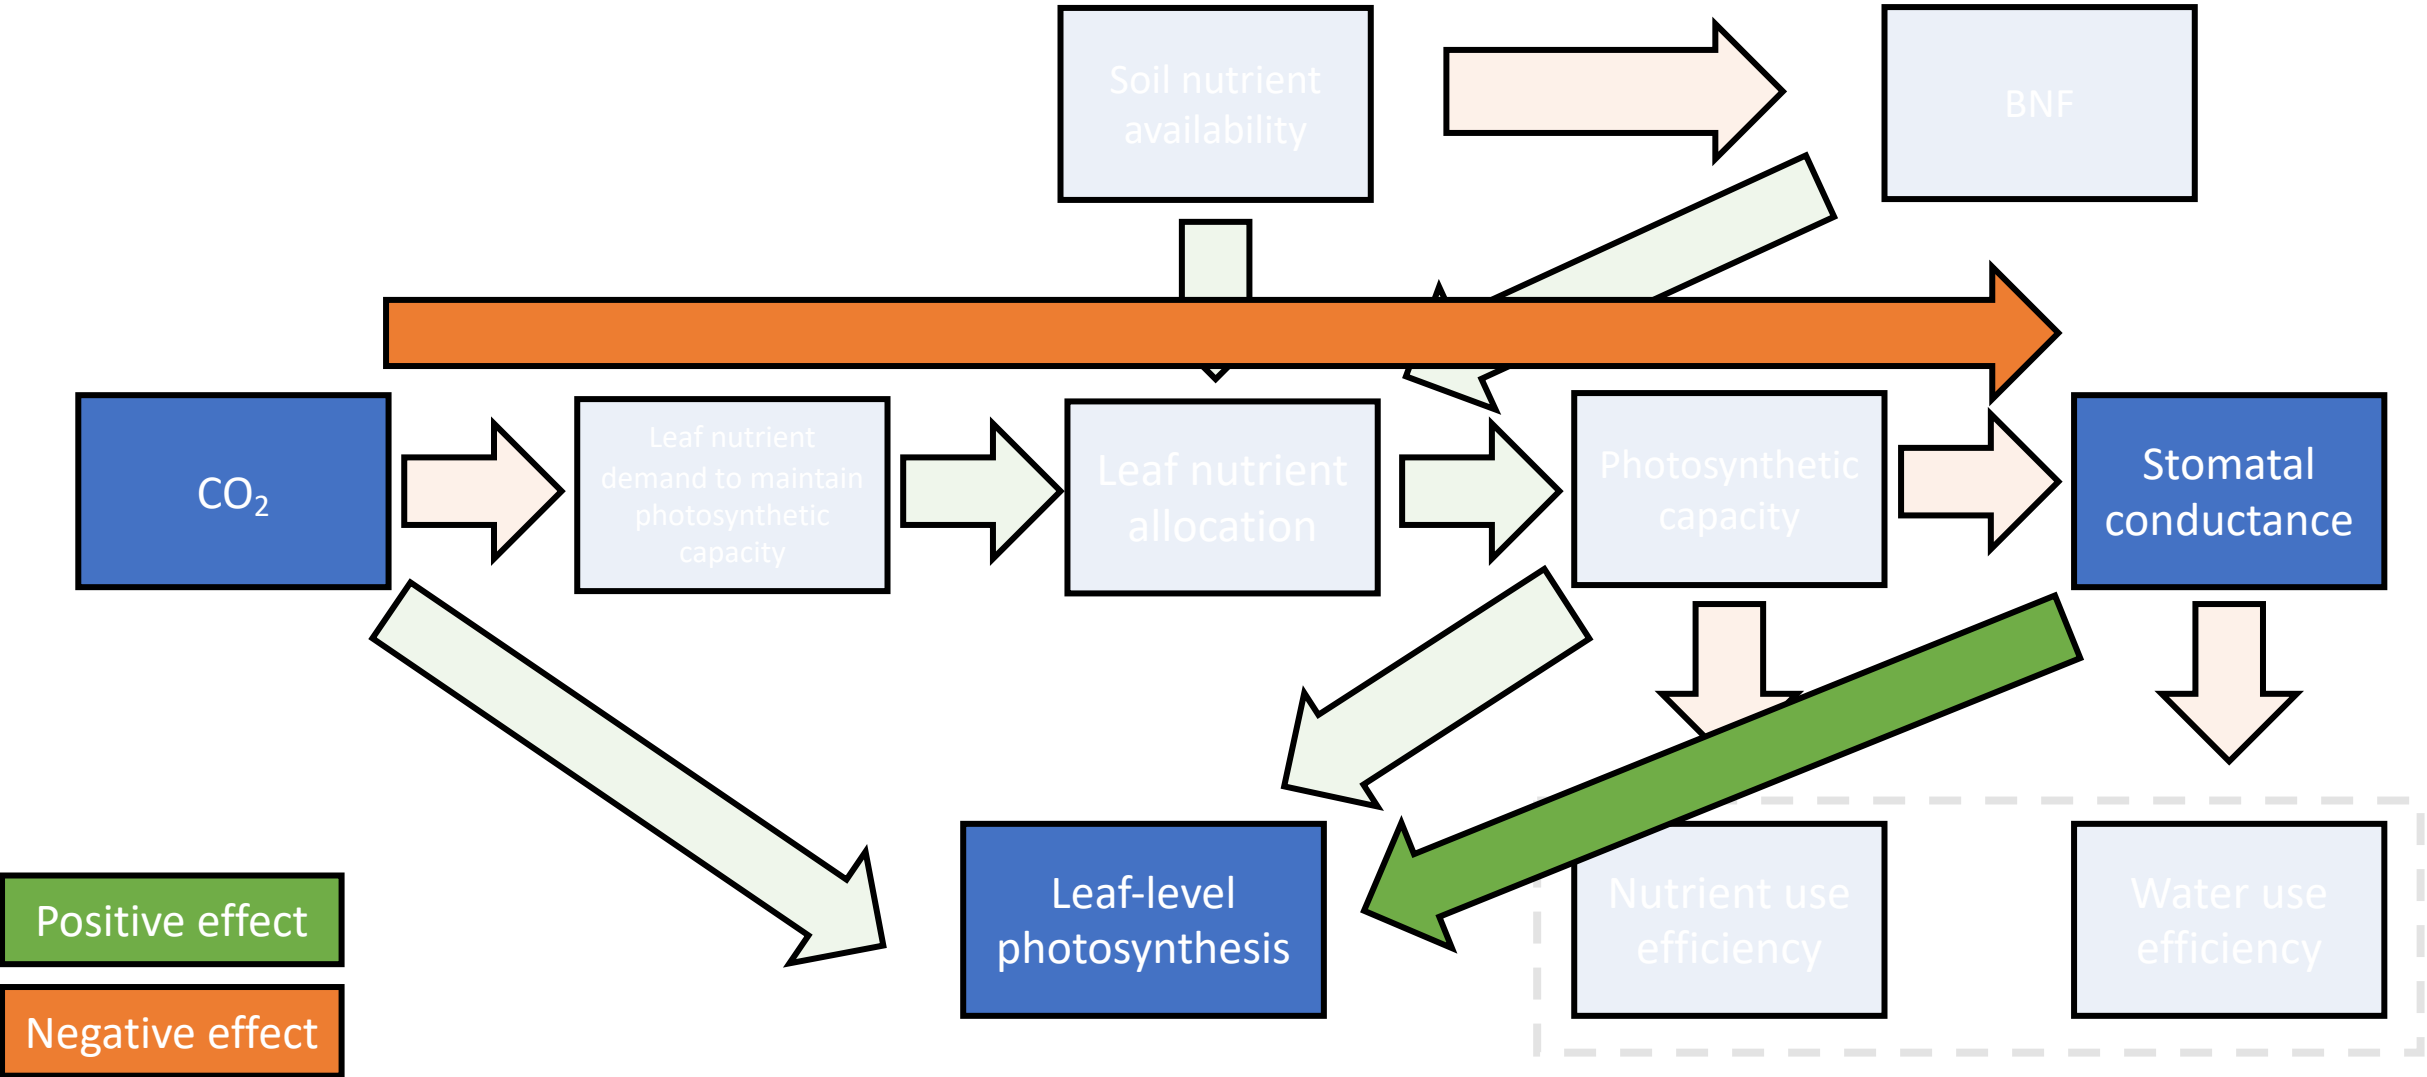 Soil nutrient
availability
BNF
CO₂
Leaf nutrient
demand to maintain
photosynthetic
capacity
Leaf nutrient
allocation
Photosynthetic
capacity
Stomatal
conductance
Leaf-level
photosynthesis
Nutrient use
efficiency
Water use
efficiency
Positive effect
Negative effect